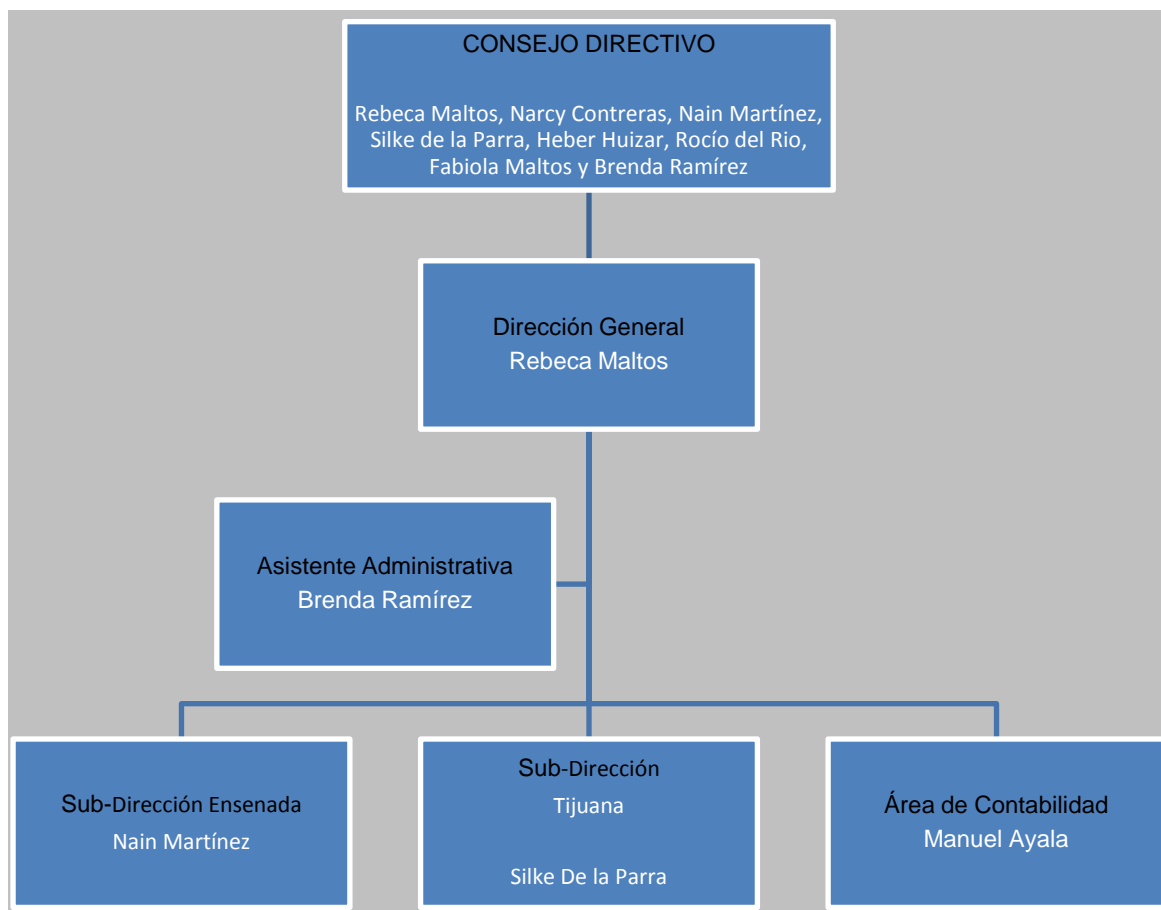 CONSEJO DIRECTIVO
Rebeca Maltos, Narcy Contreras, Nain Martínez,
Silke de la Parra, Heber Huizar, Rocío del Rio,
Fabiola Maltos y Brenda Ramírez
Dirección General
Rebeca Maltos
Asistente Administrativa
Brenda Ramírez
Sub-Dirección Ensenada
Nain Martínez
Sub-Dirección
Tijuana
Silke De la Parra
Área de Contabilidad
Manuel Ayala